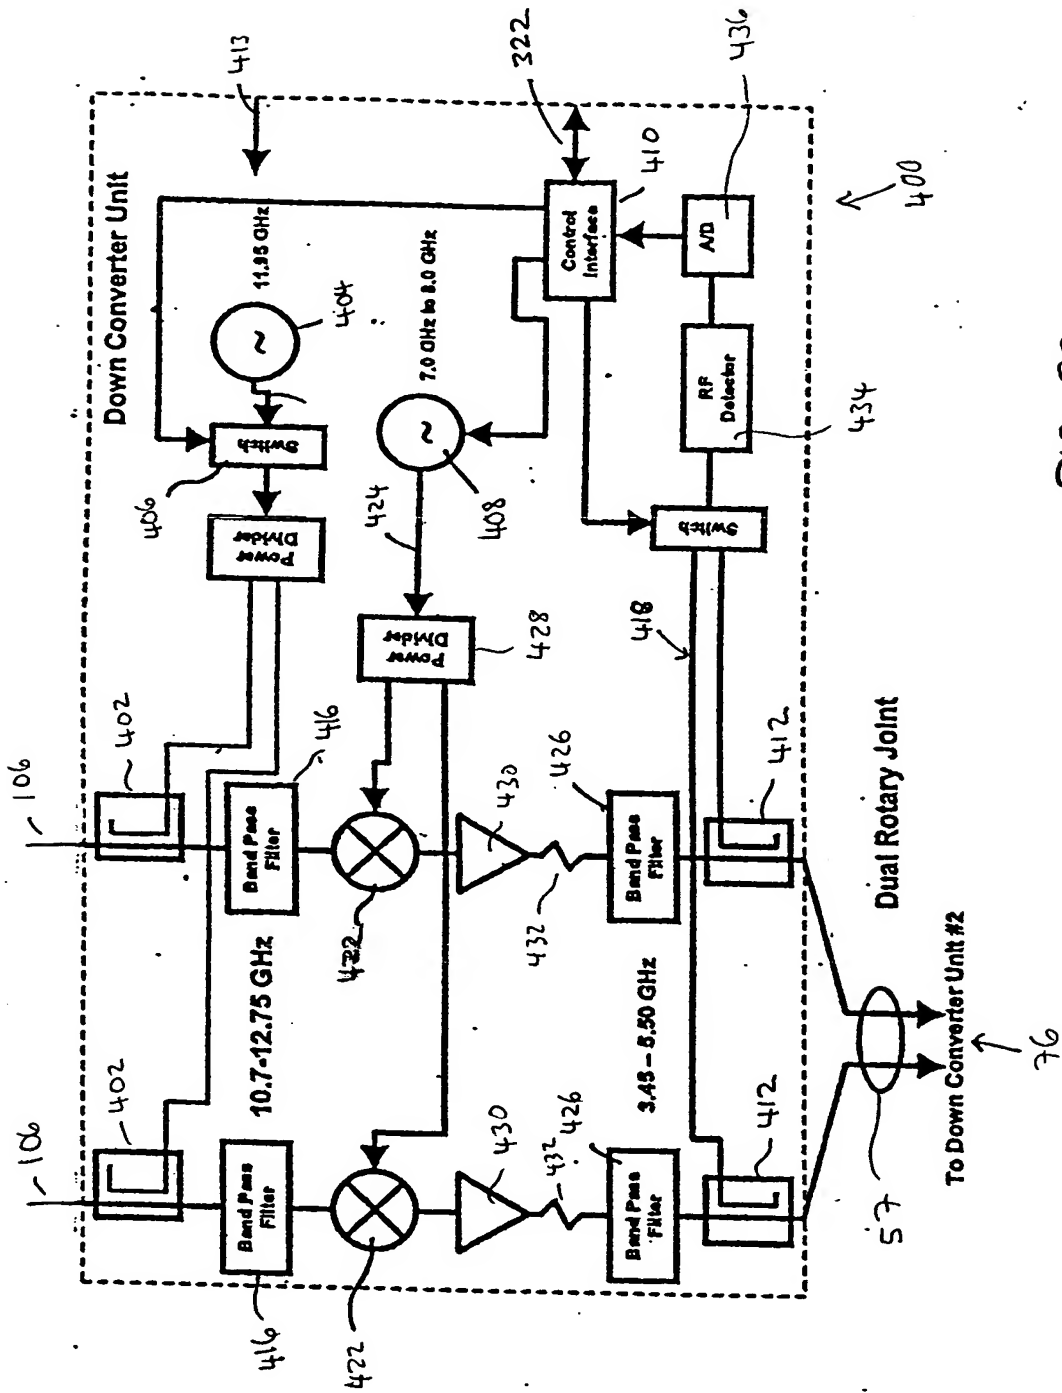 Down Converter Unit
413
11.95 GHz
404
Switch
406
Power
Divider
7.0 GHz to 8.0 GHz
424
408
Power
Divider
428
322
Control
Interface
410
A/D
436
RF
Detector
434
Switch
418
400
106
106
402
402
Band Pass
Filter
416
Band Pass
Filter
416
10.7-12.75 GHz
422
422
430
430
432
432
426
426
Band Pass
Filter
Band Pass
Filter
3.45 – 5.50 GHz
412
412
Dual Rotary Joint
57
To Down Converter Unit #2
76